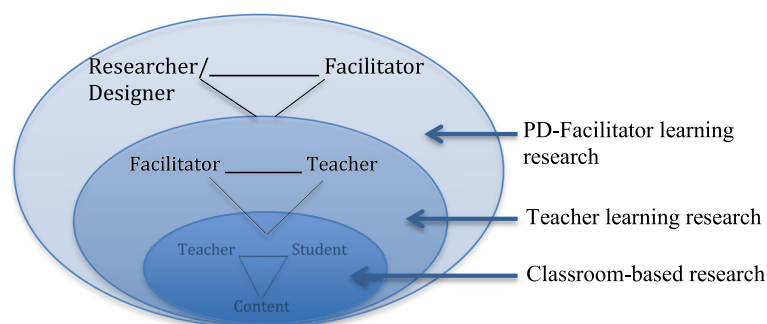 Researcher/ Facilitator
Designer
PD-Facilitator learning
research
Facilitator Teacher
Teacher learning research
Teacher Student
Classroom-based research
Content